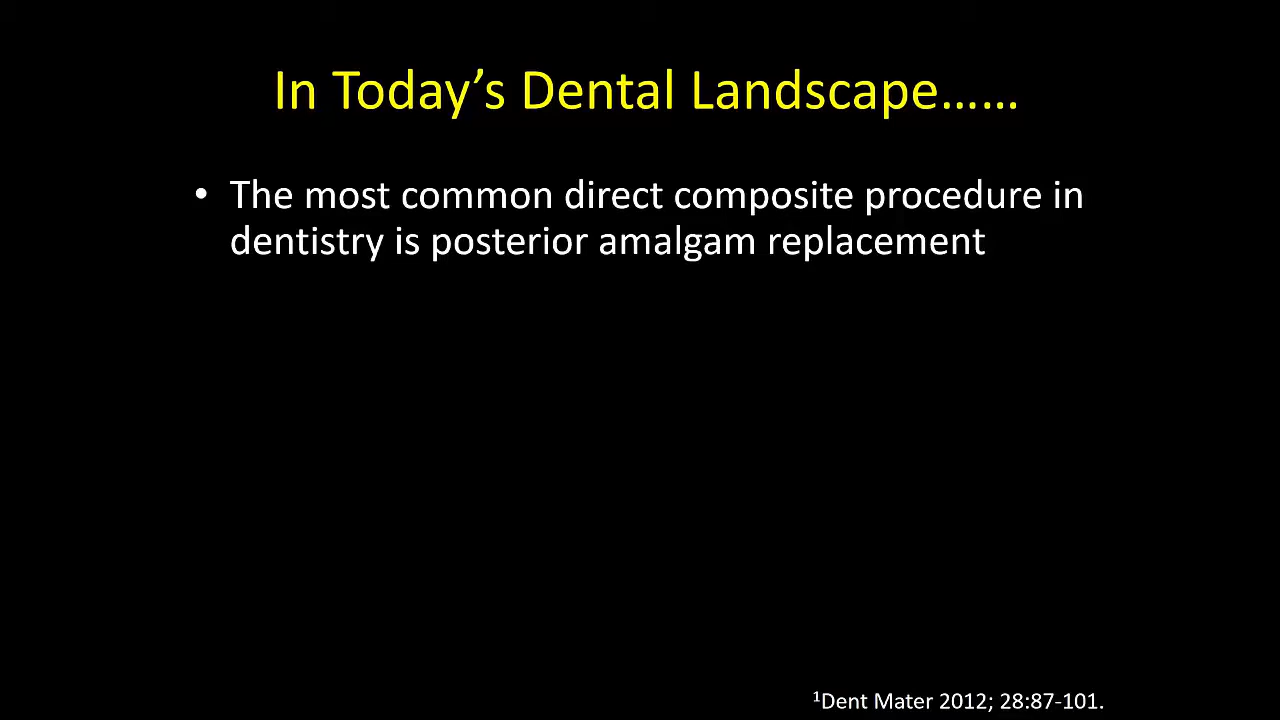 In Today’s Dental Landscape……
• The most common direct composite procedure in
dentistry is posterior amalgam replacement
¹Dent Mater 2012; 28:87-101.